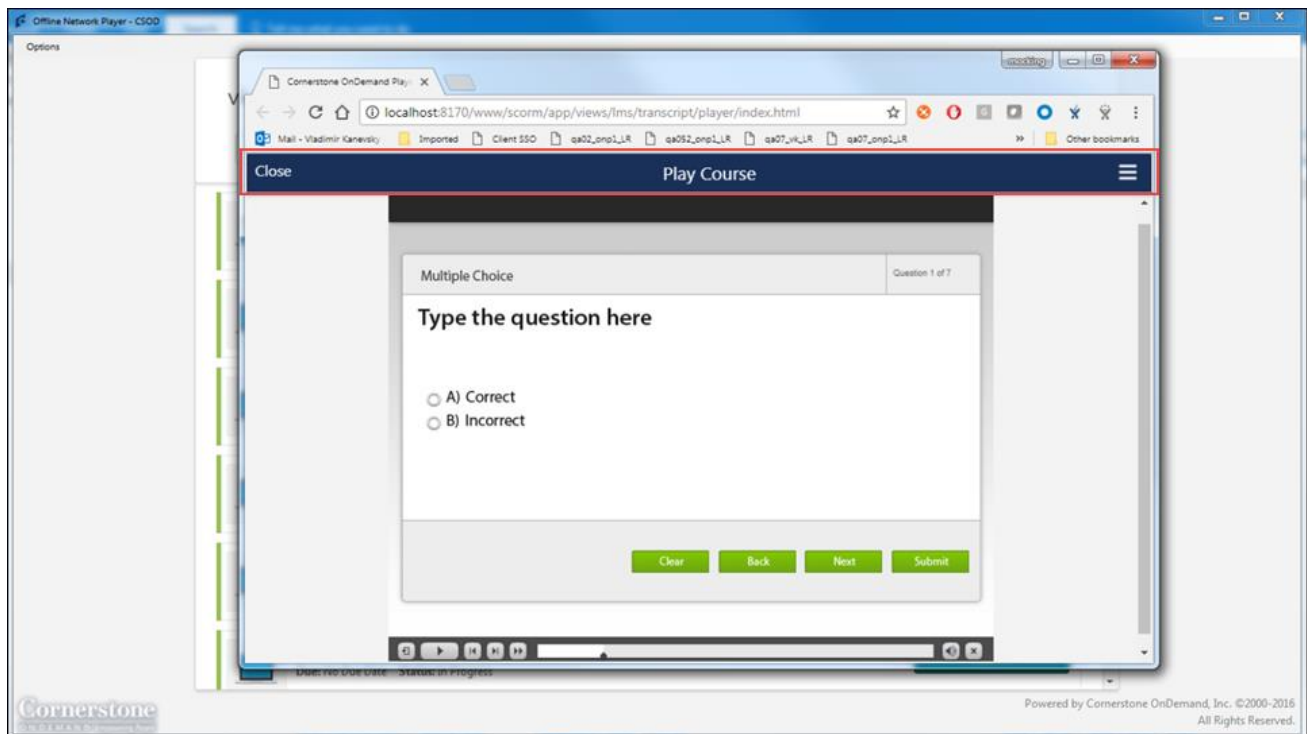 Offline Network Player - CSOD
Options
mocking
Cornerstone OnDemand Play
localhost:8170/www/scorm/app/views/lms/transcript/player/index.html
Mail - Vladimir Kanevsky Imported Client SSO qa02_onp1_LR qa052_onp1_LR qa07_vk_LR qa07_onp1_LR » Other bookmarks
Close Play Course
Multiple Choice Question 1 of 7
Type the question here
A) Correct
B) Incorrect
Clear Back Next Submit
Due: No Due Date Status: In Progress
Cornerstone
Powered by Cornerstone OnDemand, Inc. ©2000-2016
All Rights Reserved.